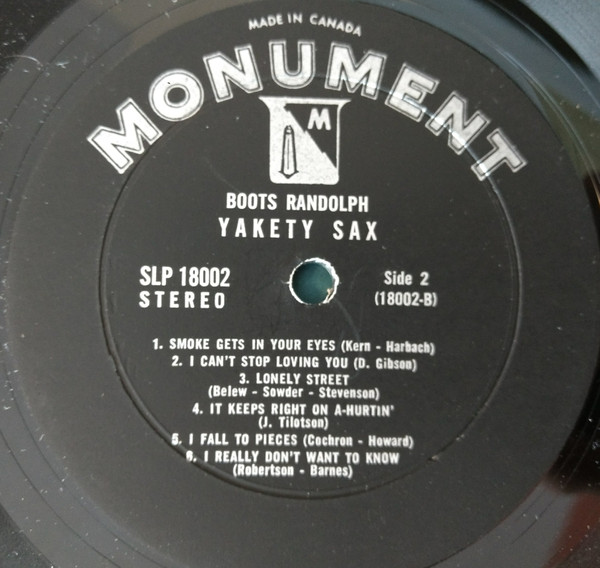 MADE IN CANADA
MONUMENT
M
BOOTS RANDOLPH
YAKETY SAX
SLP 18002
STEREO
Side 2
(18002-B)
1. SMOKE GETS IN YOUR EYES (Kern - Harbach)
2. I CAN'T STOP LOVING YOU (D. Gibson)
3. LONELY STREET
(Belew - Sowder - Stevenson)
4. IT KEEPS RIGHT ON A-HURTIN'
(J. Tilotson)
5. I FALL TO PIECES (Cochron - Howard)
6. I REALLY DON'T WANT TO KNOW
(Robertson - Barnes)